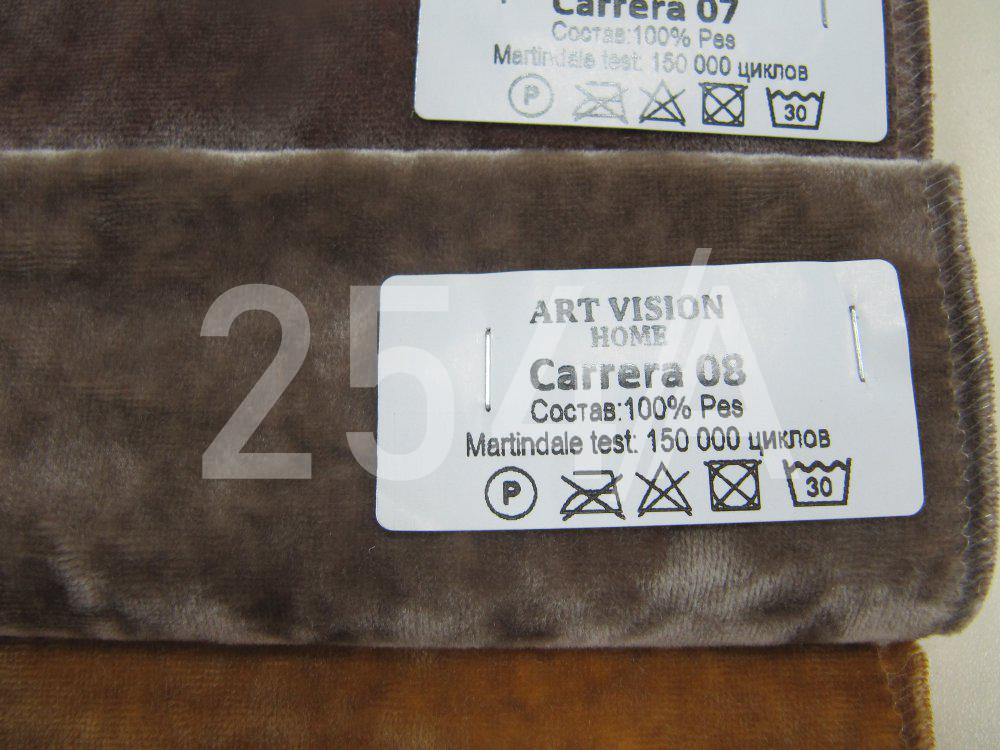 Carrera 07
Состав:100% Pes
Martindale test: 150 000 циклов
P
30
ART VISION
HOME
Carrera 08
Состав:100% Pes
Martindale test: 150 000 циклов
P
30
254//A